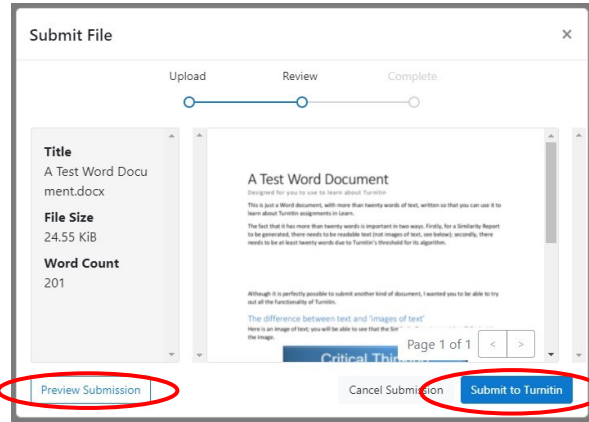 Submit File ×
Upload Review Complete
Title
A Test Word Docu
ment.docx
File Size
24.55 KiB
Word Count
201
A Test Word Document
Designed for you to use to learn about Turnitin
This is just a Word document, with more than twenty words of text, written so that you can use it to
learn about Turnitin assignments in Learn.
The fact that it has more than twenty words is important in two ways. Firstly, for a Similarity Report
to be generated, there needs to be readable text (not images of text, see below); secondly, there
needs to be at least twenty words due to Turnitin's threshold for its algorithm.
Although it is perfectly possible to submit another kind of document, I wanted you to be able to try
out all the functionality of Turnitin.
The difference between text and 'images of text'
Here is an image of text; you will be able to see that the
the image.
Page 1 of 1 < >
Critical
Preview Submission Cancel Submission Submit to Turnitin